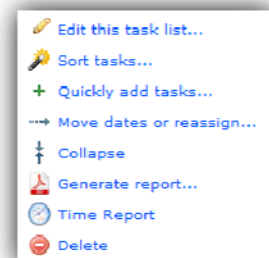 Edit this task list...
Sort tasks...
Quickly add tasks...
Move dates or reassign...
Collapse
Generate report...
Time Report
Delete